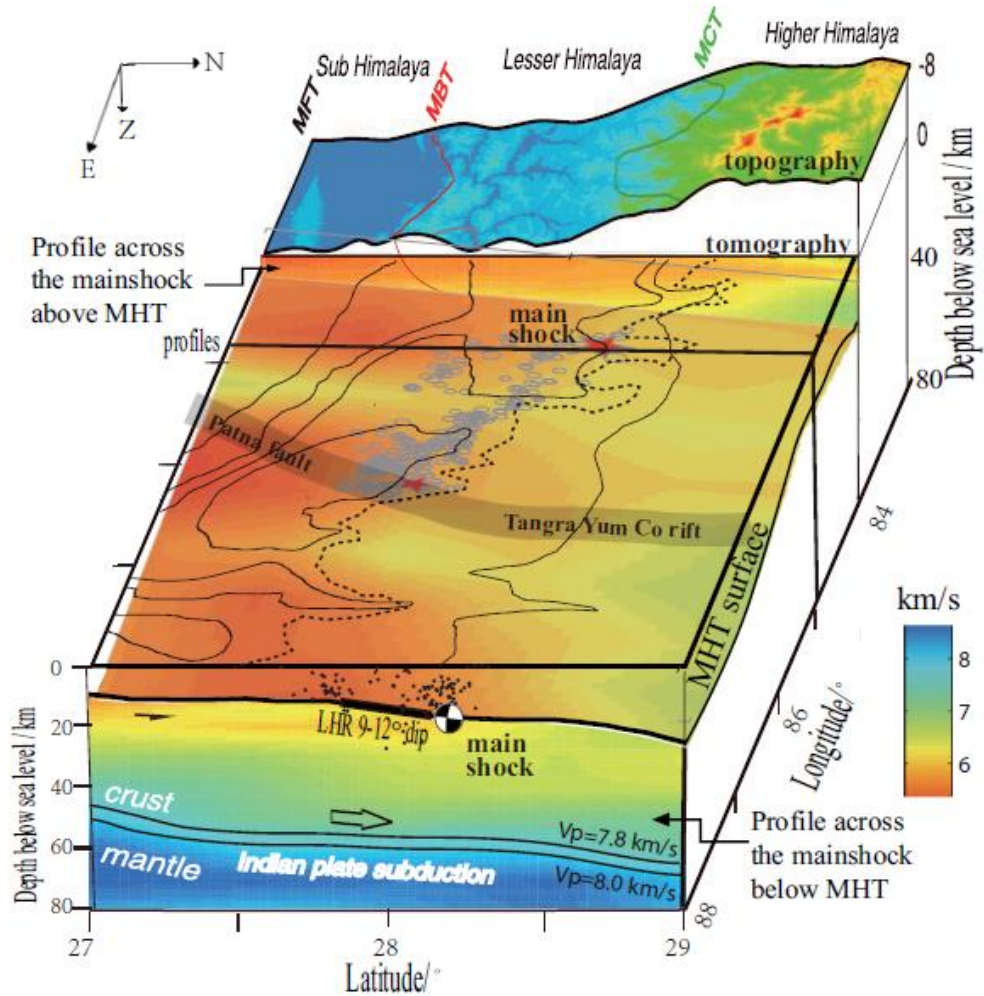 Sub Himalaya
Lesser Himalaya
Higher Himalaya
MFT
MBT
MCT
N
Z
E
-8
0
40
80
Depth below sea level / km
topography
tomography
Profile across
the mainshock
above MHT
profiles
main
shock
Patna fault
Tangra Yum Co rift
MHT surface
84
86
88
Longitude/°
km/s
8
7
6
0
20
40
60
80
Depth below sea level / km
LHR 9-12° dip
main
shock
crust
mantle
Indian plate subduction
Vp=7.8 km/s
Vp=8.0 km/s
Profile across
the mainshock
below MHT
27
28
29
Latitude/°